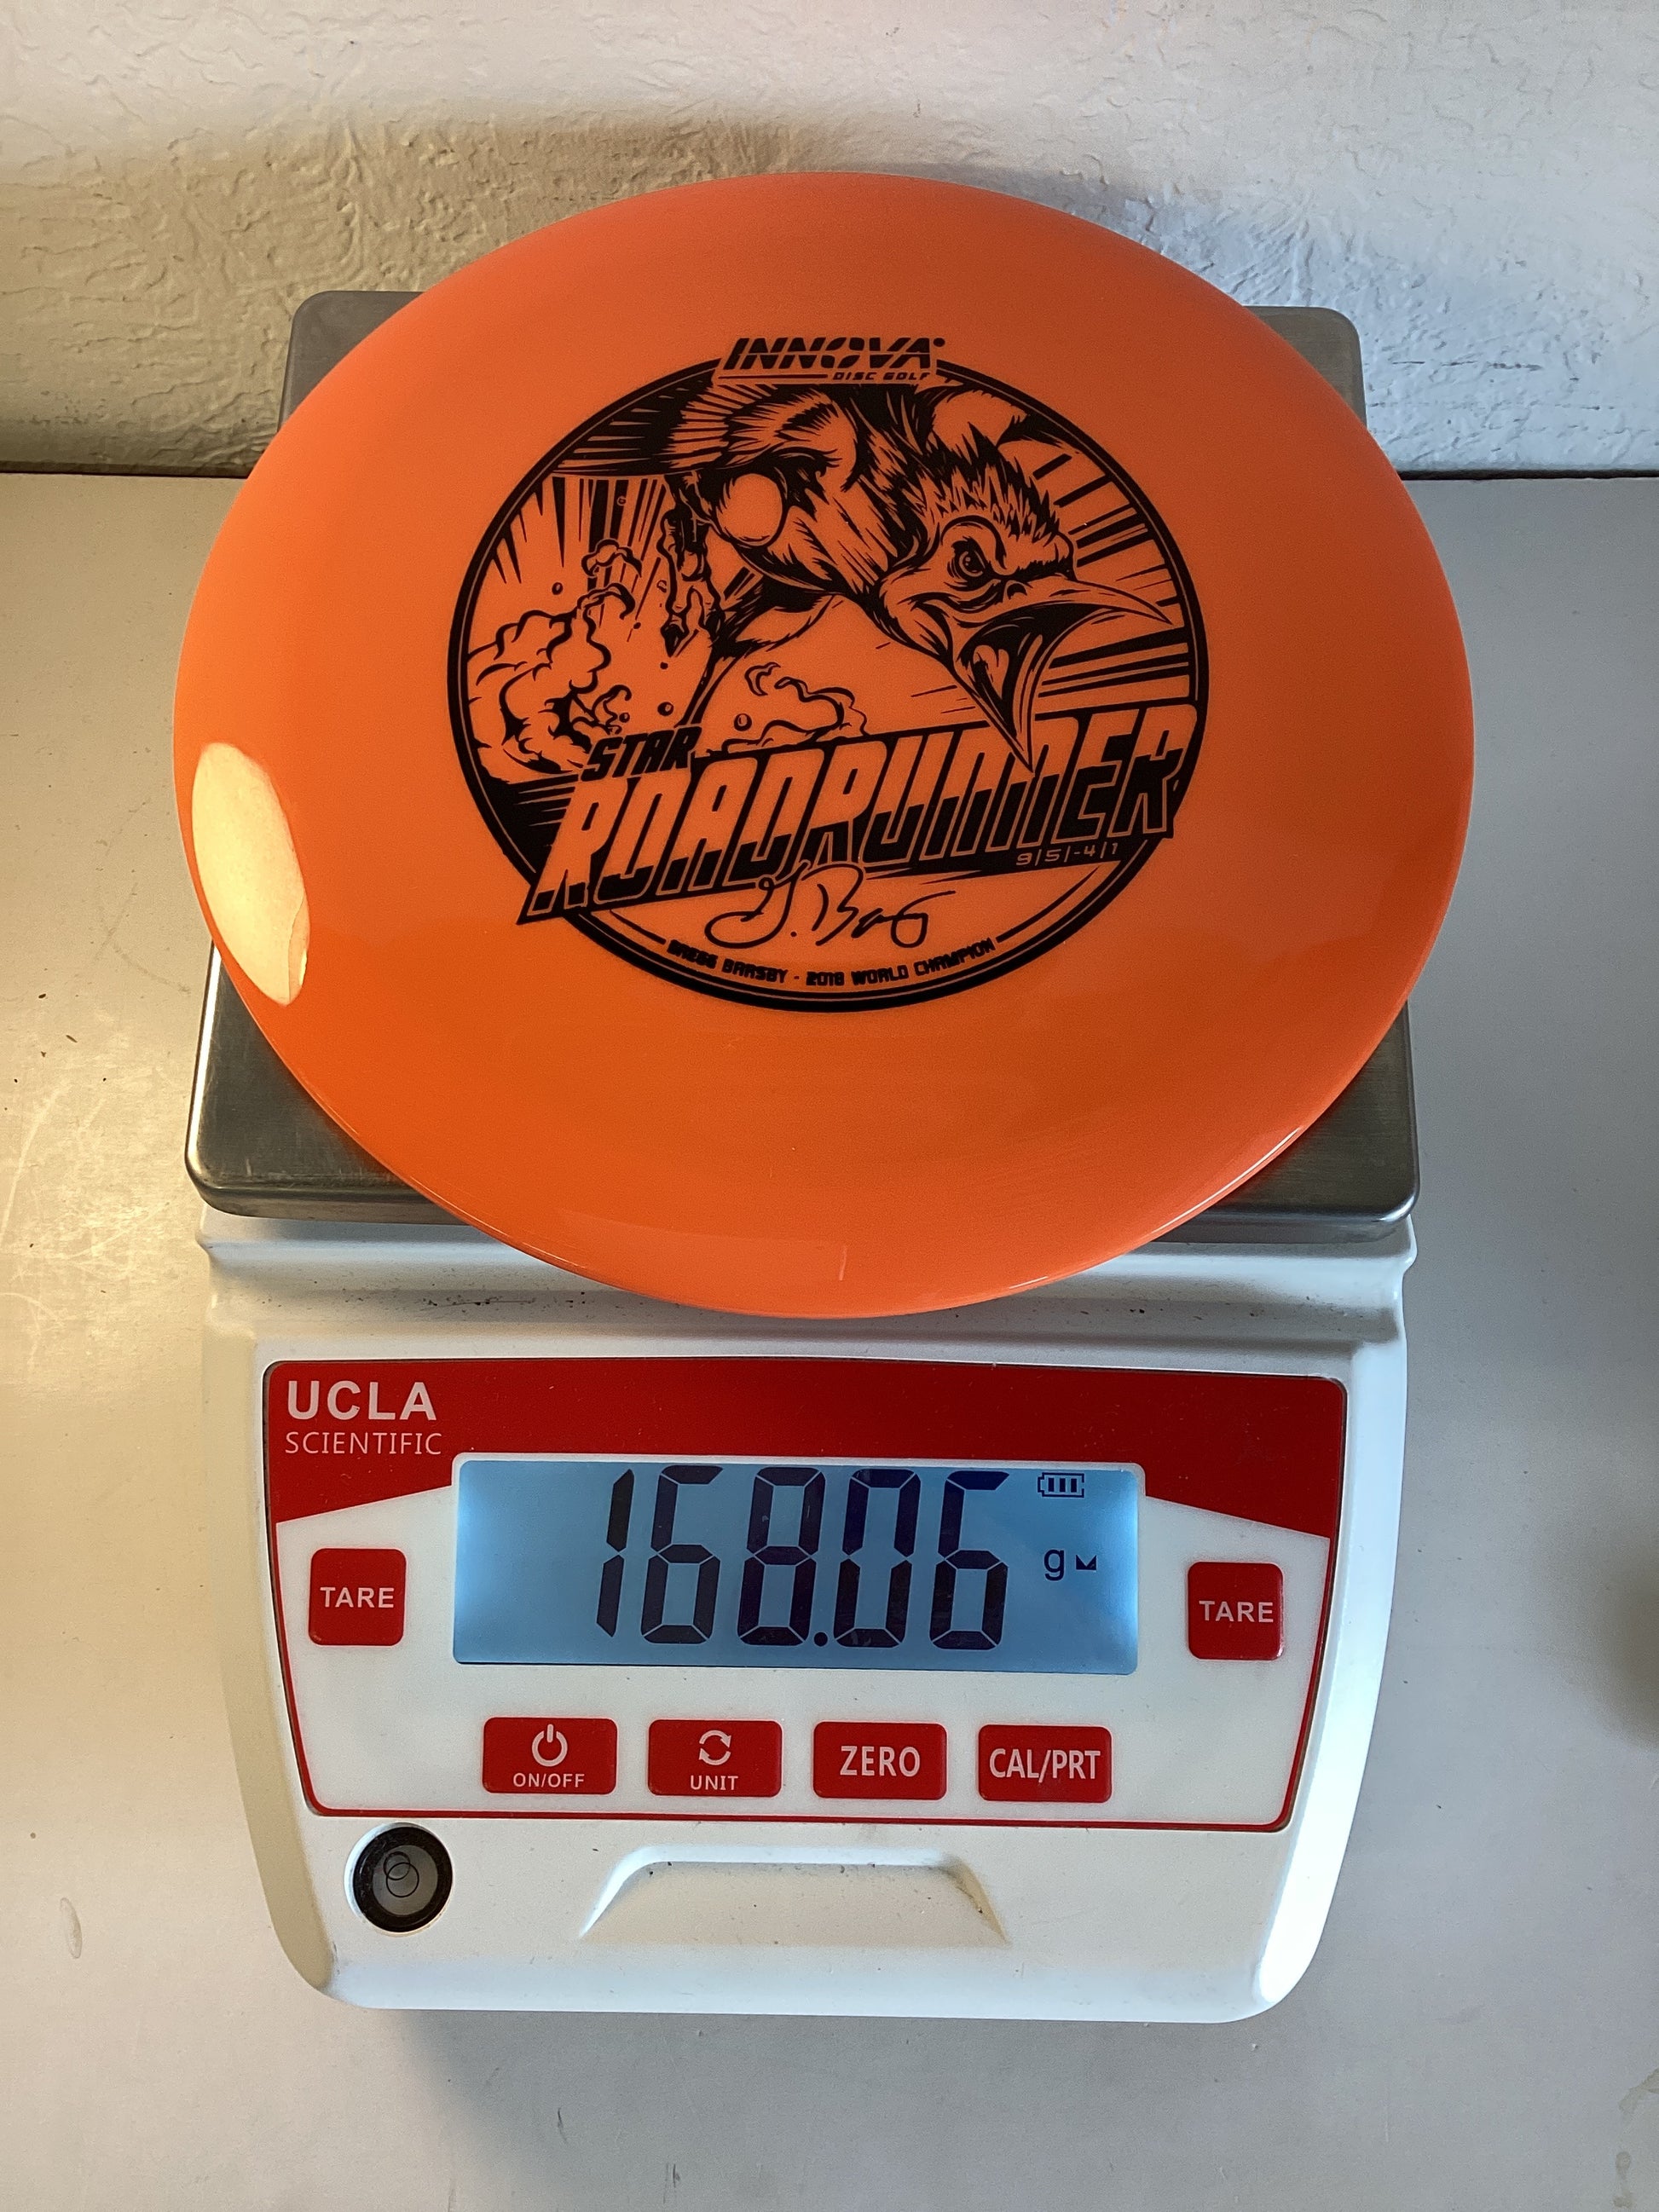 INNOVA
DISC GOLF
STAR
ROADRUNNER
9|5|-4|1
GREGG BARSBY - 2018 WORLD CHAMPION
UCLA
SCIENTIFIC
168.06
g
TARE
TARE
ON/OFF
UNIT
ZERO
CAL/PRT